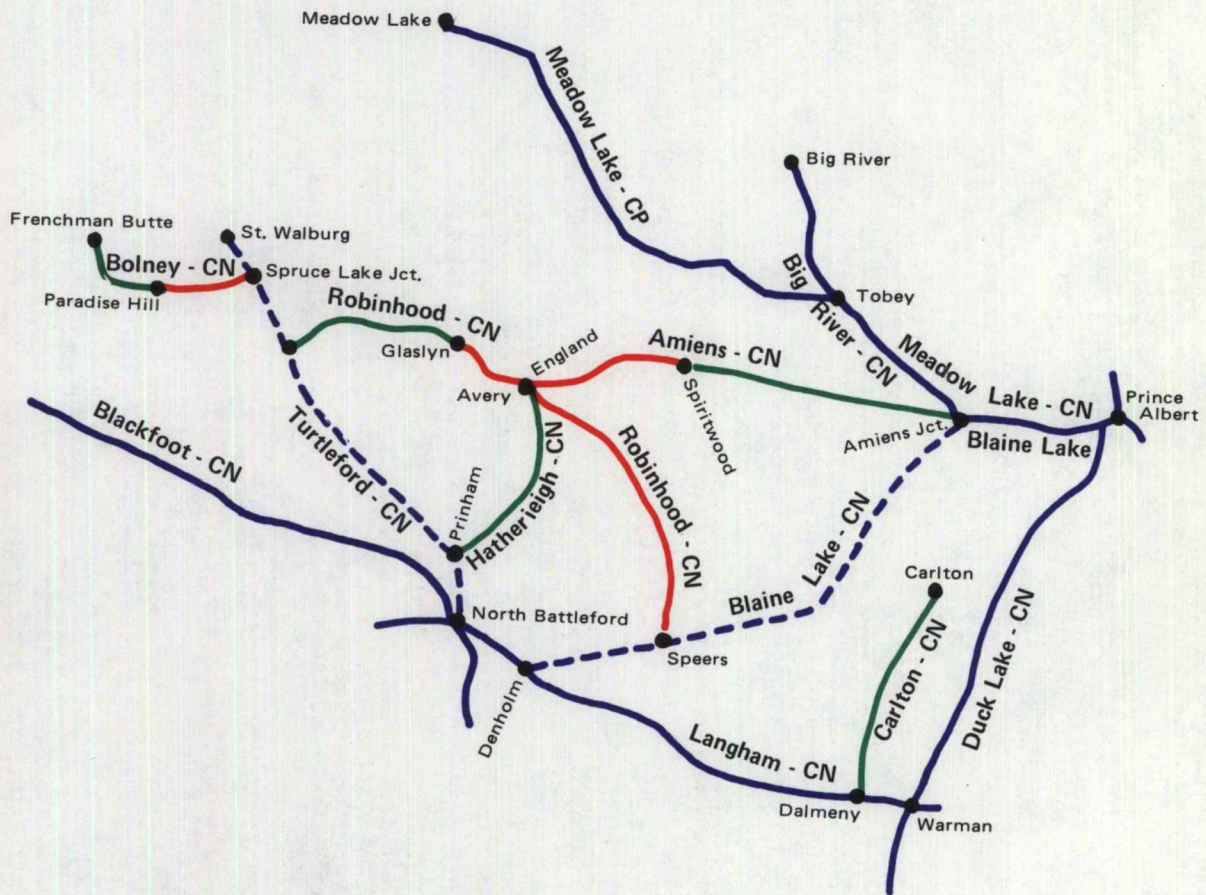 Meadow Lake
Meadow Lake - CP
Big River
Frenchman Butte
St. Walburg
Bolney - CN
Spruce Lake Jct.
Paradise Hill
Robinhood - CN
Glaslyn
England
Avery
Amiens - CN
Spiritwood
Big River - CN
Tobey
Meadow Lake - CN
Prince
Albert
Amiens Jct.
Blaine Lake
Blackfoot - CN
Turtleford - CN
Prinham
Hatherieigh - CN
Robinhood - CN
Blaine Lake - CN
Carlton
Carlton - CN
Duck Lake - CN
North Battleford
Speers
Denholm
Langham - CN
Dalmeny
Warman